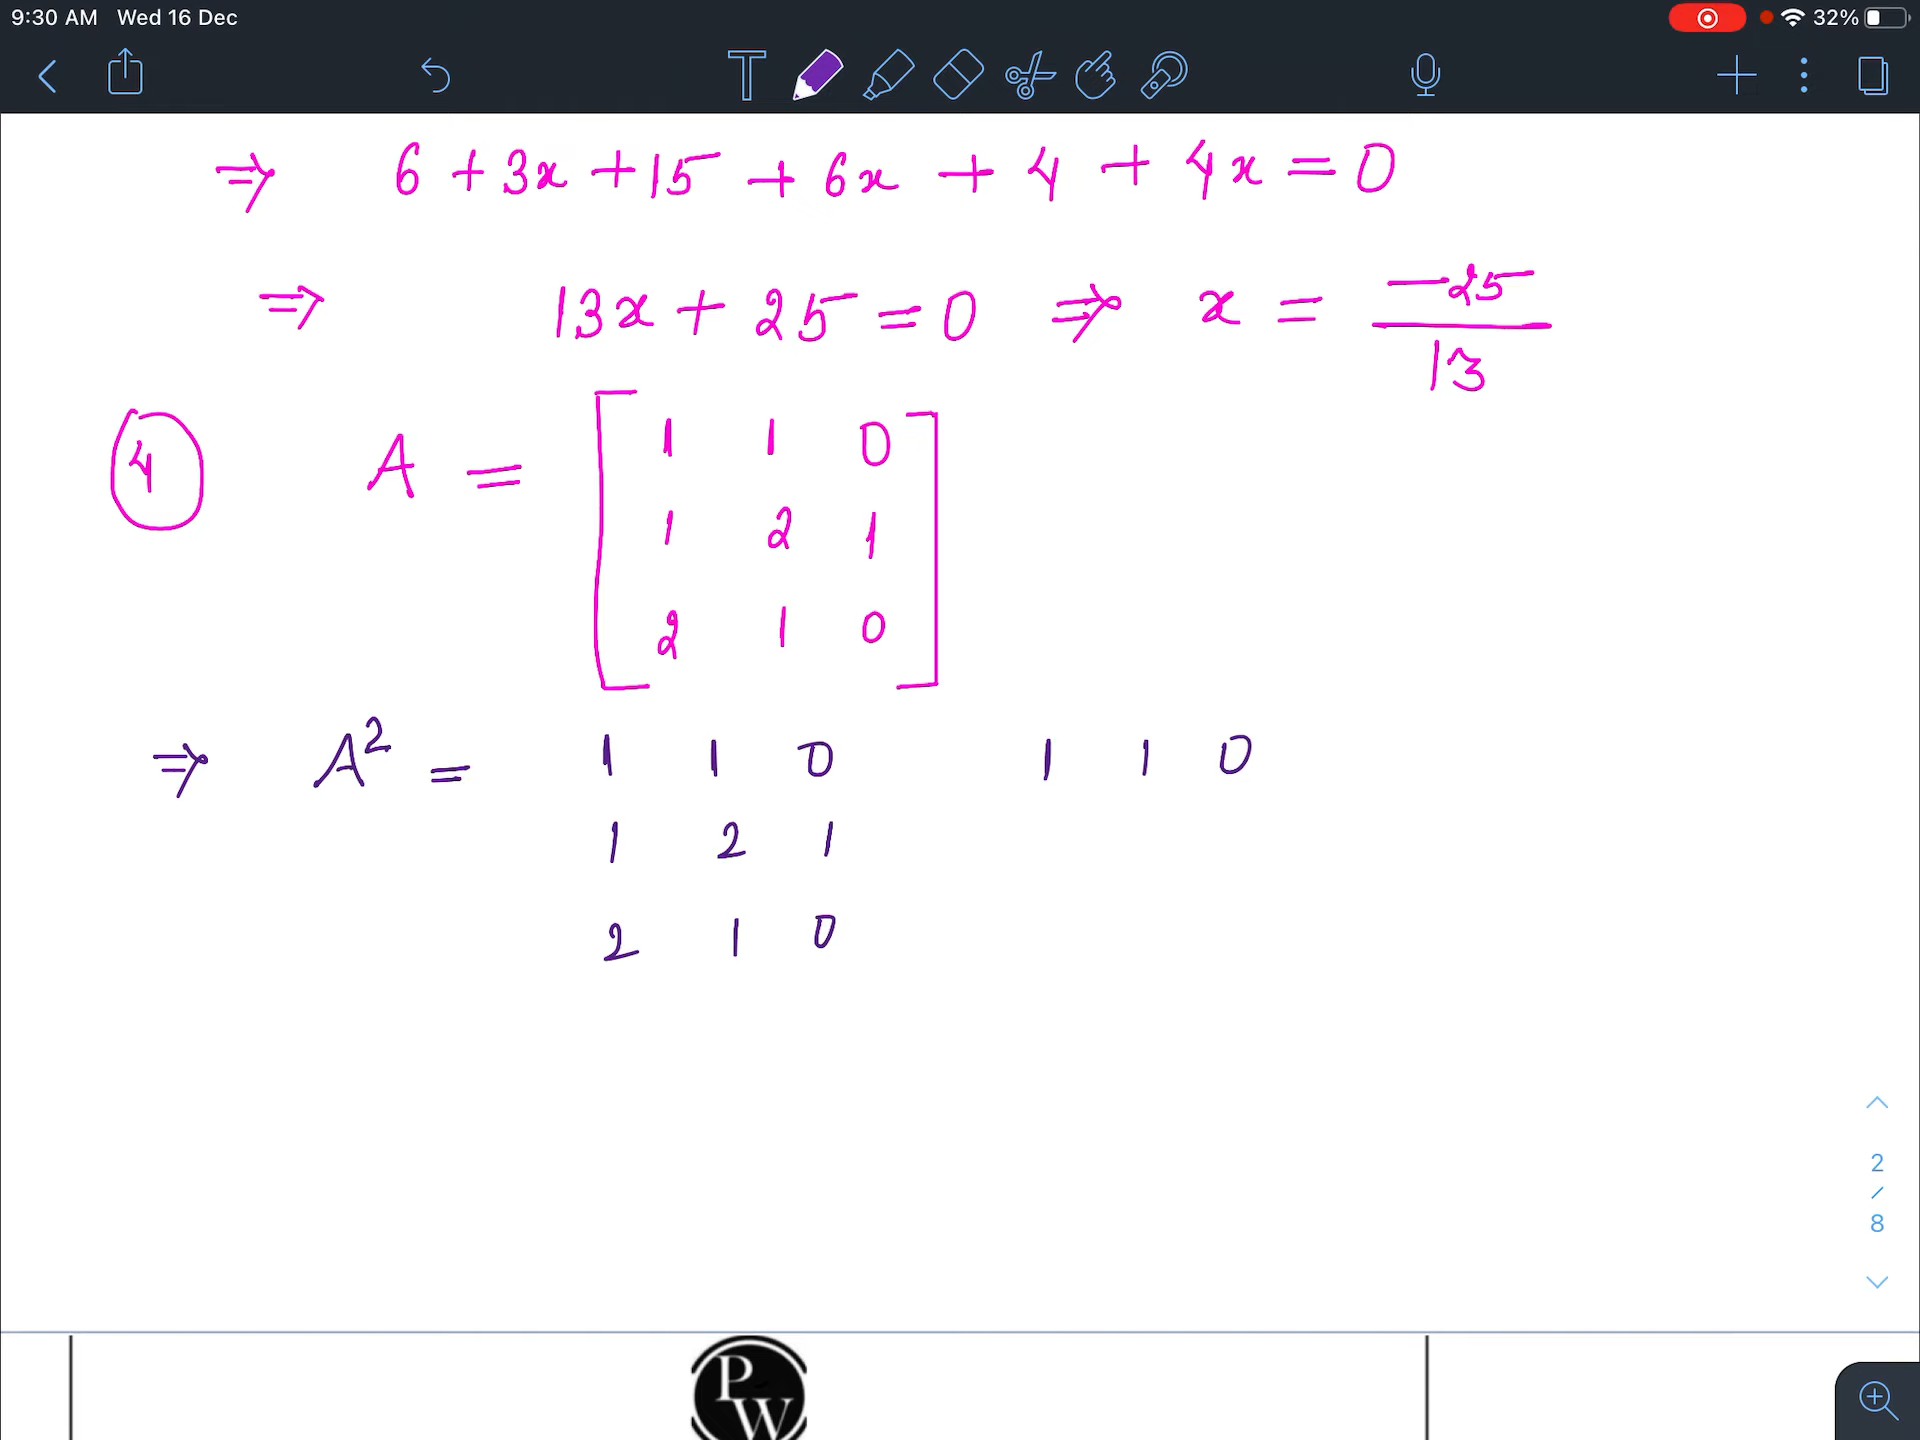 9:30 AM Wed 16 Dec 32%
T
⇒ 6 + 3x + 15 + 6x + 4 + 4x = 0
⇒ 13x + 25 = 0 ⇒ x = -25/13
4 A = [1 1 0
1 2 1
2 1 0]
⇒ A² = 1 1 0 1 1 0
1 2 1
2 1 0
2
/
8
PW